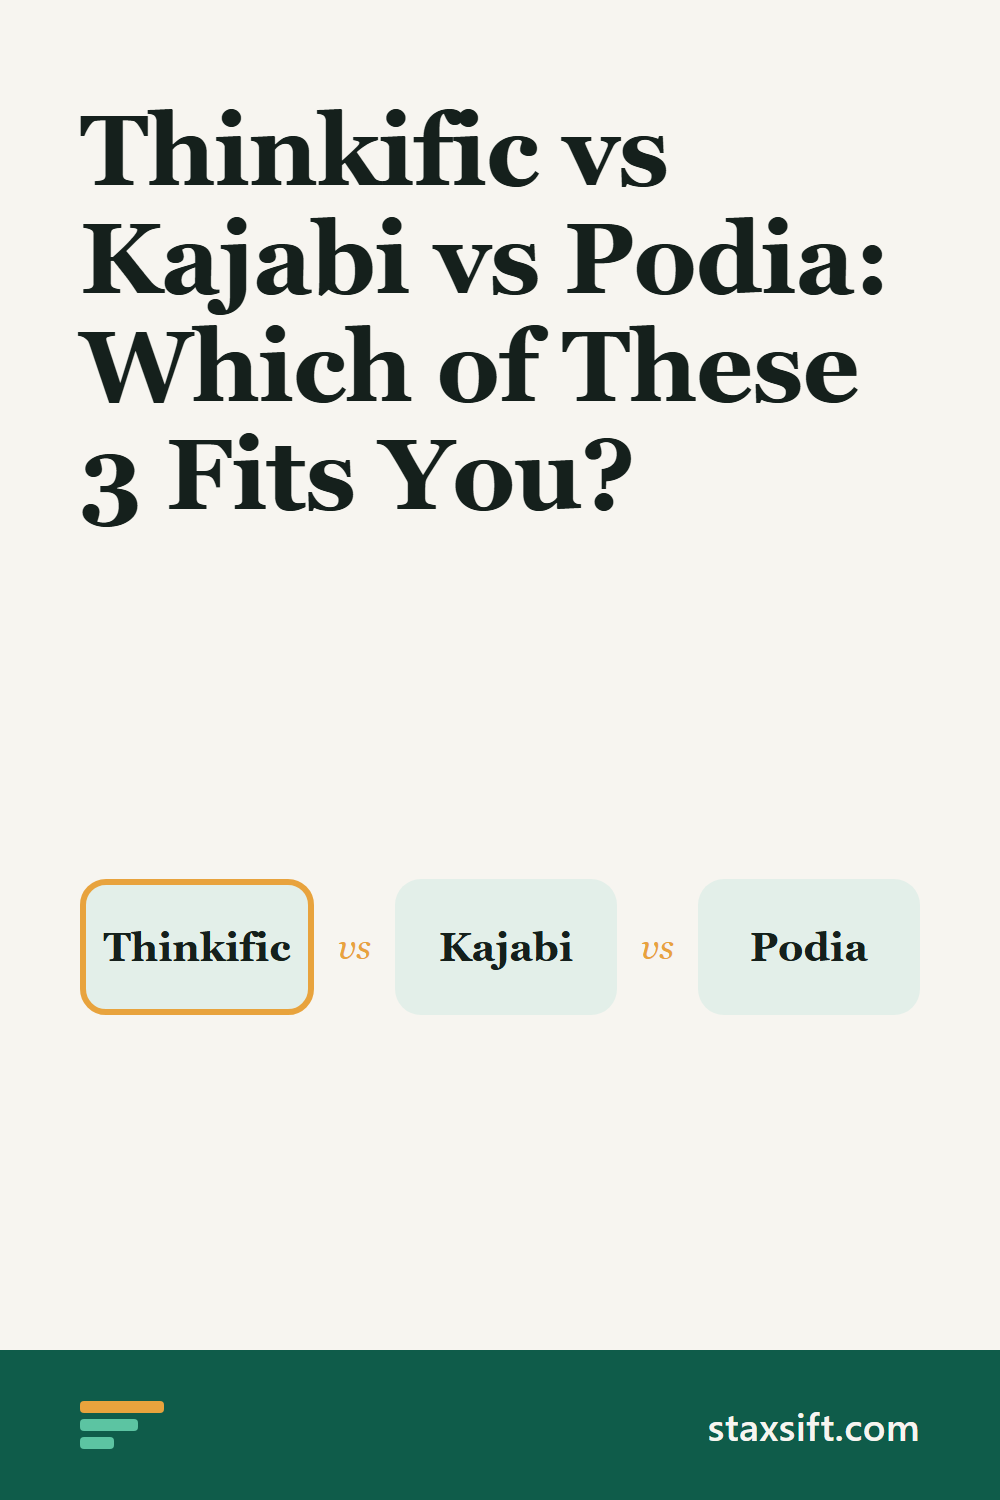 Thinkific vs
Kajabi vs Podia:
Which of These
3 Fits You?
Thinkific vs Kajabi vs Podia
staxsift.com